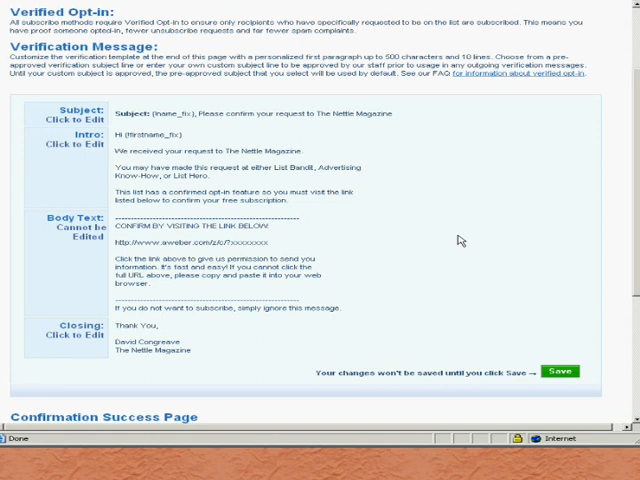 Verified Opt-in:
All subscribe methods require Verified Opt-in to ensure only recipients who have specifically requested to be on the list are subscribed. This means you
have proof someone opted-in, fewer unsubscribe requests and far fewer spam complaints.
Verification Message:
Customize the verification template at the end of this page with a personalized first paragraph up to 500 characters and 10 lines. Choose from a pre-
approved subject line or enter your own custom subject line to be approved by our staff prior to usage in any outgoing verification messages.
Until your custom subject is approved, the pre-approved subject that you select will be used by default. See our FAQ for information about verified opt-in.
Subject:
Click to Edit
Subject: {name_fix}, Please confirm your request to The Nettle Magazine
Intro:
Click to Edit
Hi {!firstname_fix}
We received your request to The Nettle Magazine.
You may have made this request at either List Bandit, Advertising
Know-How, or List Hero.
This list has a confirmed opt-in feature so you must visit the link
listed below to confirm your free subscription.
Body Text:
Cannot be
Edited
--------------------------------------------------
CONFIRM BY VISITING THE LINK BELOW:
http://www.aweber.com/z/c/?xxxxxxxx
Click the link above to give us permission to send you
information. It's fast and easy! If you cannot click the
full URL above, please copy and paste it into your web
browser.
--------------------------------------------------
If you do not want to subscribe, simply ignore this message.
Closing:
Click to Edit
Thank You,
David Congreave
The Nettle Magazine
Your changes won't be saved until you click Save →
Save
Confirmation Success Page
Done
Internet